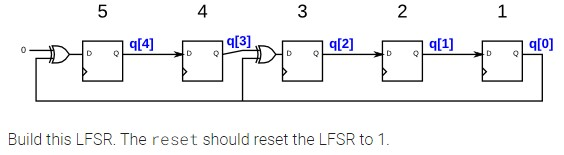 5 4 3 2 1
0 D Q q[4] D Q q[3] D Q q[2] D Q q[1] D Q q[0]
Build this LFSR. The reset should reset the LFSR to 1.